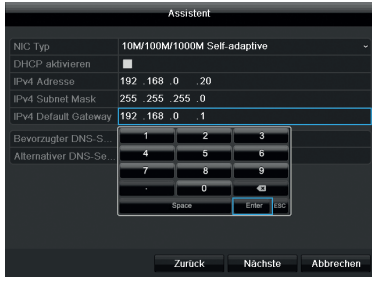 Assistent
NIC Typ 10M/100M/1000M Self-adaptive
DHCP aktivieren
IPv4 Adresse 192 .168 .0 .20
IPv4 Subnet Mask 255 .255 .255 .0
IPv4 Default Gateway 192 .168 .0 .1
Bevorzugter DNS-S...
Alternativer DNS-Se...
1 2 3
4 5 6
7 8 9
. 0
Space Enter ESC
Zurück Nächste Abbrechen